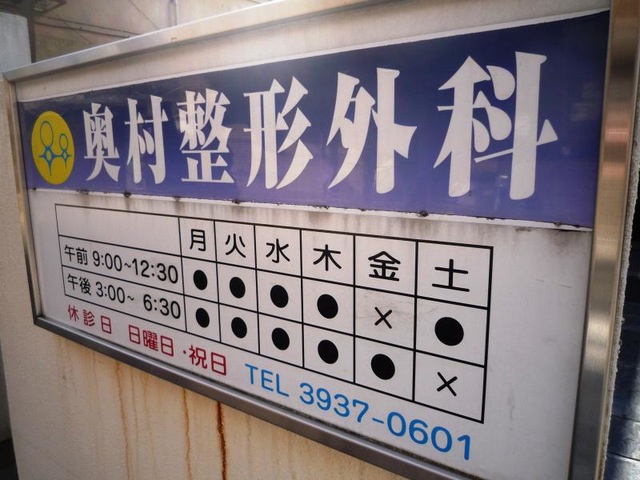 奥村整形外科
月 火 水 木 金 土
午前 9:00~12:30 ● ● ● ● × ●
午後 3:00~ 6:30 ● ● ● ● ● ×
休診日 日曜日・祝日
TEL 3937-0601